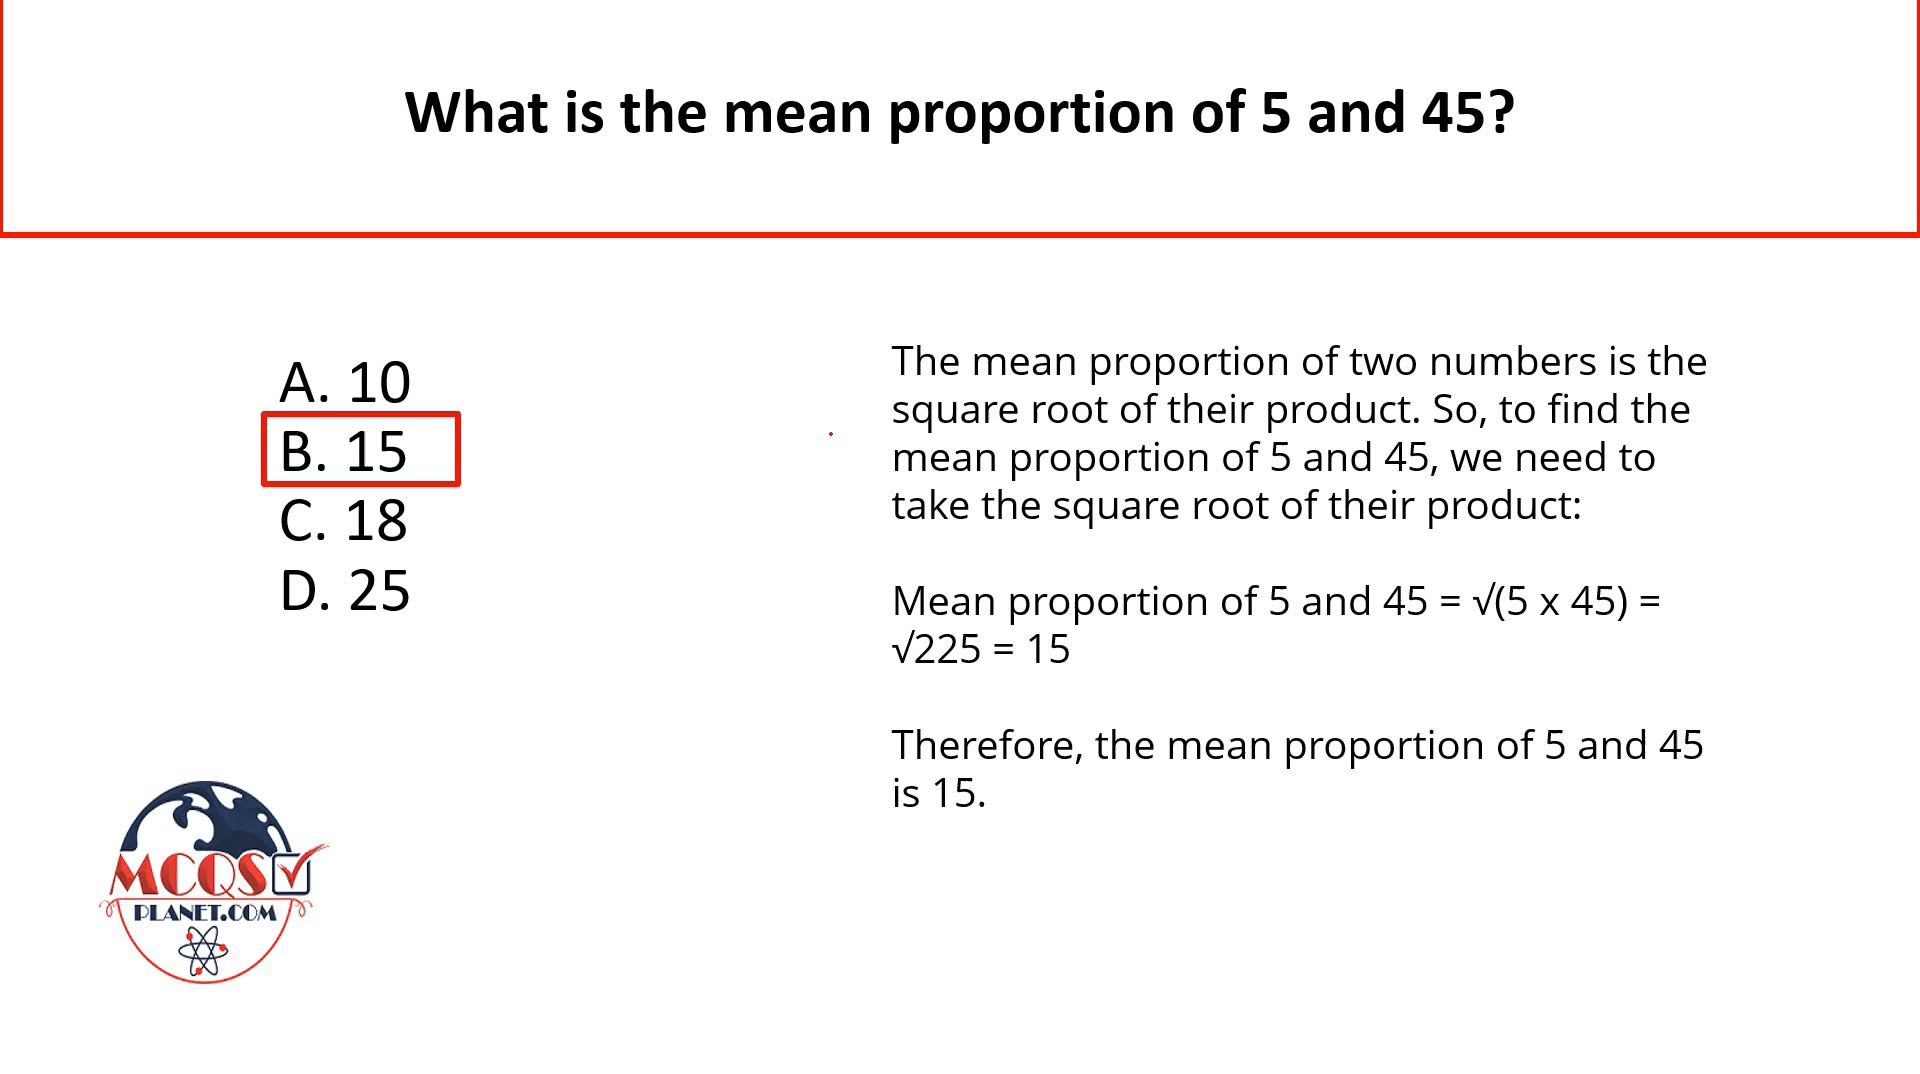 What is the mean proportion of 5 and 45?
A. 10
B. 15
C. 18
D. 25
The mean proportion of two numbers is the
square root of their product. So, to find the
mean proportion of 5 and 45, we need to
take the square root of their product:
Mean proportion of 5 and 45 = √(5 x 45) =
√225 = 15
Therefore, the mean proportion of 5 and 45
is 15.
MCQS
PLANET.COM